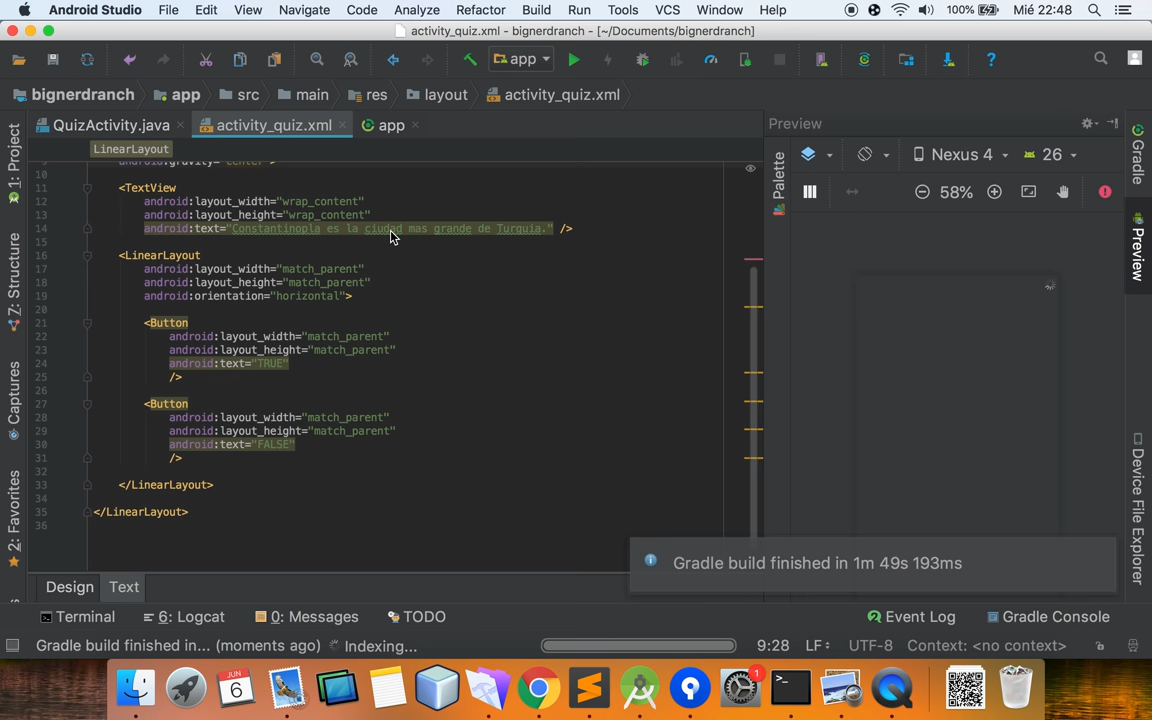 Android Studio File Edit View Navigate Code Analyze Refactor Build Run Tools VCS Window Help 100% Mié 22:48
activity_quiz.xml - bignerdranch - [~/Documents/bignerdranch]
app
bignerdranch app src main res layout activity_quiz.xml
QuizActivity.java activity_quiz.xml app
Preview
LinearLayout
Nexus 4 26
58%
1: Project
Z: Structure
Captures
2: Favorites
Palette
Gradle
Preview
Device File Explorer
9 android:gravity="center">
10
11 <TextView
12 android:layout_width="wrap_content"
13 android:layout_height="wrap_content"
14 android:text="Constantinopla es la ciudad mas grande de Turquia." />
15
16 <LinearLayout
17 android:layout_width="match_parent"
18 android:layout_height="match_parent"
19 android:orientation="horizontal">
20
21 <Button
22 android:layout_width="match_parent"
23 android:layout_height="match_parent"
24 android:text="TRUE"
25 />
26
27 <Button
28 android:layout_width="match_parent"
29 android:layout_height="match_parent"
30 android:text="FALSE"
31 />
32
33 </LinearLayout>
34
35 </LinearLayout>
36
Gradle build finished in 1m 49s 193ms
Design Text
Terminal 6: Logcat 0: Messages TODO Event Log Gradle Console
Gradle build finished in... (moments ago) Indexing... 9:28 LF UTF-8 Context: <no context>
JUN
6
1